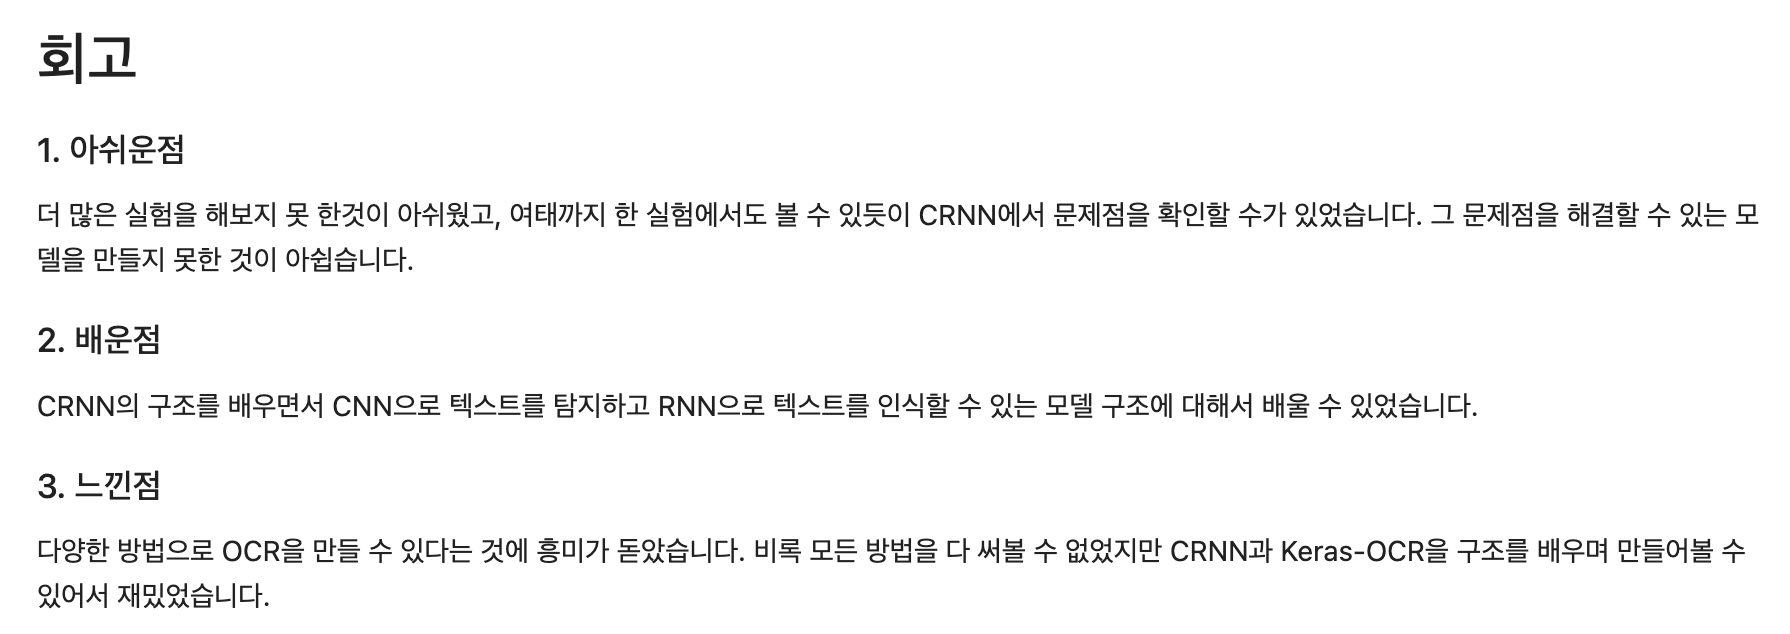 회고
1. 아쉬운점
더 많은 실험을 해보지 못 한것이 아쉬웠고, 여태까지 한 실험에서도 볼 수 있듯이 CRNN에서 문제점을 확인할 수가 있었습니다. 그 문제점을 해결할 수 있는 모
델을 만들지 못한 것이 아쉽습니다.
2. 배운점
CRNN의 구조를 배우면서 CNN으로 텍스트를 탐지하고 RNN으로 텍스트를 인식할 수 있는 모델 구조에 대해서 배울 수 있었습니다.
3. 느낀점
다양한 방법으로 OCR을 만들 수 있다는 것에 흥미가 돋았습니다. 비록 모든 방법을 다 써볼 수 없었지만 CRNN과 Keras-OCR을 구조를 배우며 만들어볼 수
있어서 재밌었습니다.